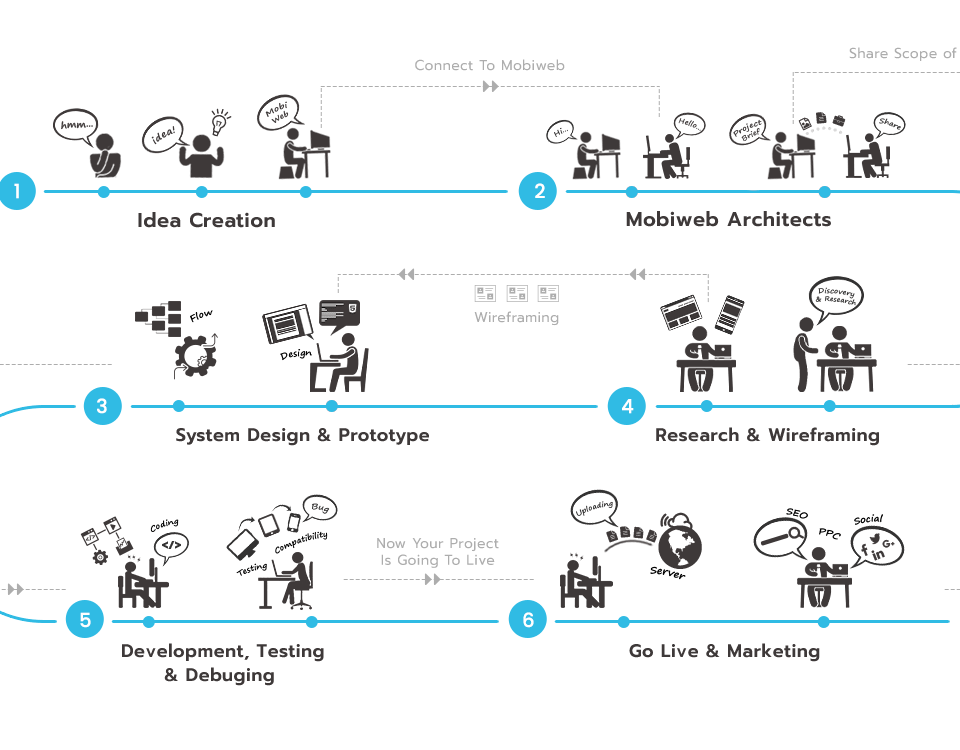 Share Scope of
Connect To Mobiweb
hmm...
idea!
Mobi
Web
Hi...
Hello..
Project
Brief
Share
1
2
Idea Creation
Mobiweb Architects
Flow
Design
Wireframing
Discovery
& Research
3
4
System Design & Prototype
Research & Wireframing
Coding
</>
Bug
Compatibility
Testing
Now Your Project
Is Going To Live
Uploading
Server
SEO
PPC
Social
f
in
G+
5
6
Development, Testing
& Debuging
Go Live & Marketing